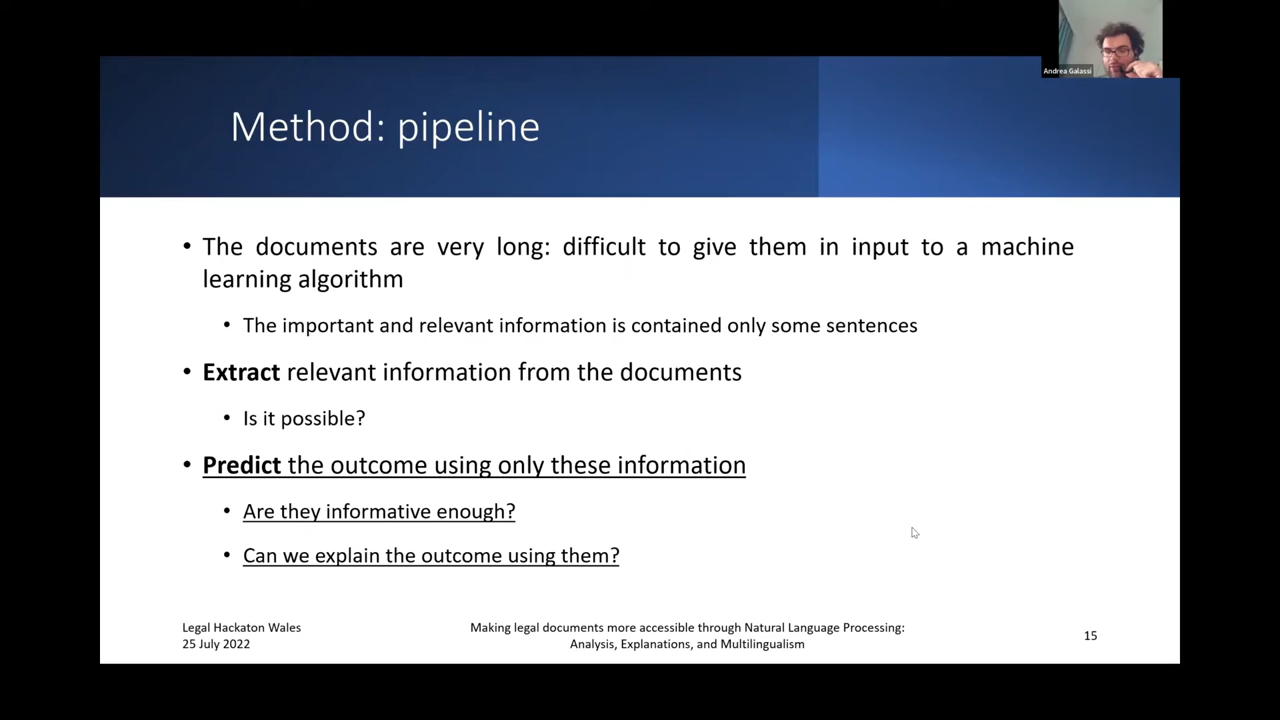 Andrea Galassi
Method: pipeline
• The documents are very long: difficult to give them in input to a machine
learning algorithm
• The important and relevant information is contained only some sentences
• Extract relevant information from the documents
• Is it possible?
• Predict the outcome using only these information
• Are they informative enough?
• Can we explain the outcome using them?
Legal Hackaton Wales
25 July 2022
Making legal documents more accessible through Natural Language Processing:
Analysis, Explanations, and Multilingualism
15